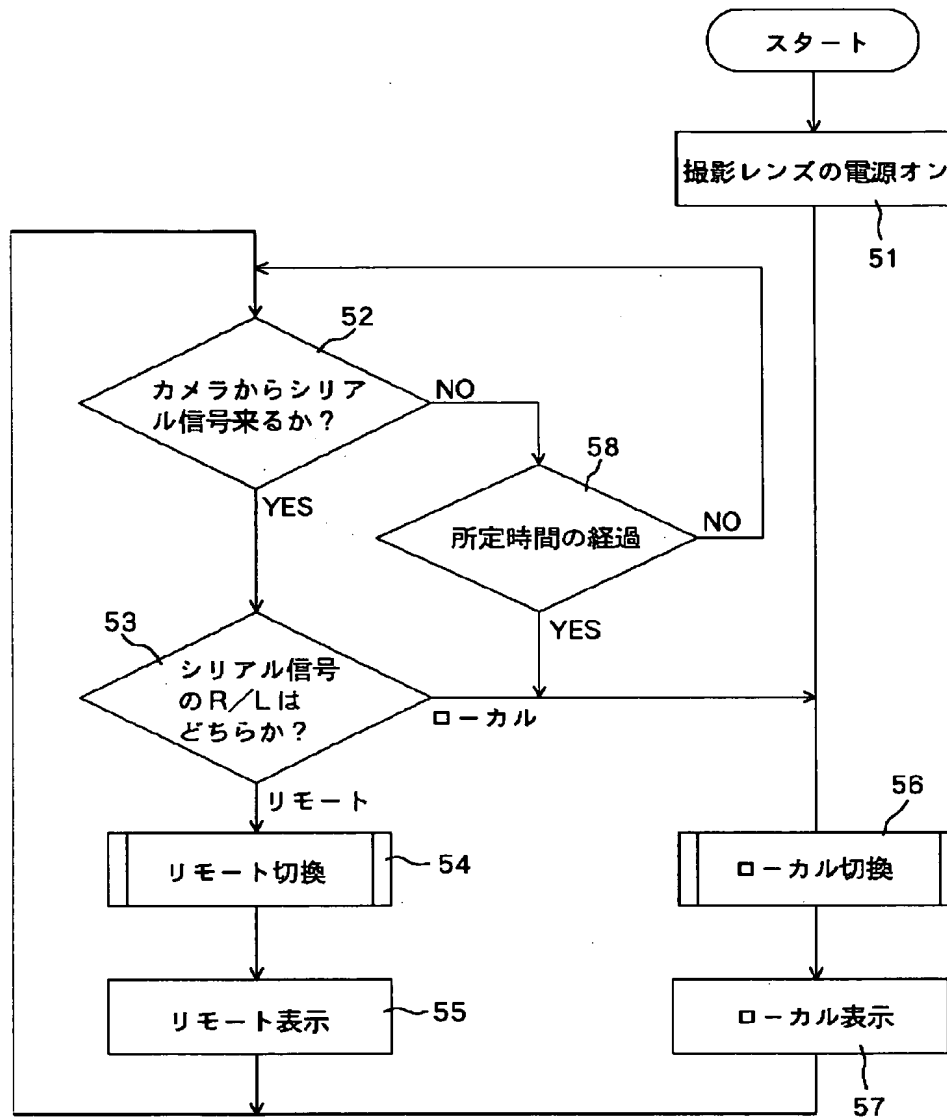 スタート
撮影レンズの電源オン
51
52
カメラからシリア
ル信号来るか?
NO
YES
58
所定時間の経過
NO
YES
53
シリアル信号
のR/Lは
どちらか?
ローカル
リモート
リモート切換
54
56
ローカル切換
リモート表示
55
ローカル表示
57